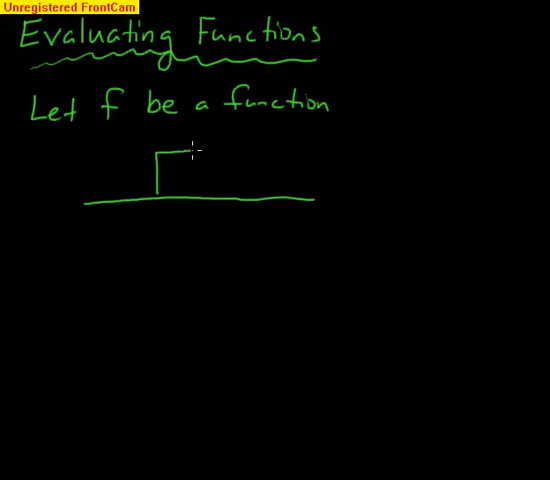 Unregistered FrontCam
Evaluating Functions
Let f be a function